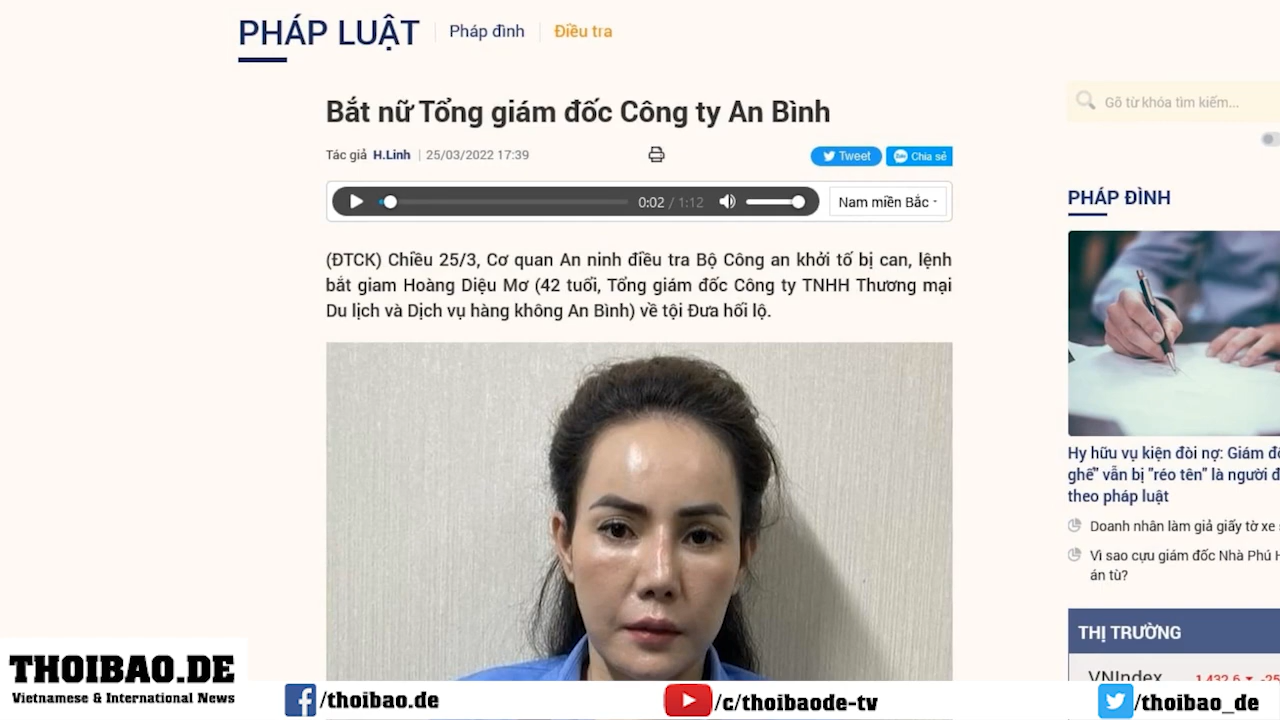 PHÁP LUẬT
Pháp đình
Điều tra
Gõ từ khóa tìm kiếm...
Bắt nữ Tổng giám đốc Công ty An Bình
Tác giả H.Linh | 25/03/2022 17:39
Tweet
Chia sẻ
0:02 / 1:12
Nam miền Bắc
(ĐTCK) Chiều 25/3, Cơ quan An ninh điều tra Bộ Công an khởi tố bị can, lệnh
bắt giam Hoàng Diệu Mơ (42 tuổi, Tổng giám đốc Công ty TNHH Thương mại
Du lịch và Dịch vụ hàng không An Bình) về tội Đưa hối lộ.
PHÁP ĐÌNH
Hy hữu vụ kiện đòi nợ: Giám đ
ghế" vẫn bị "réo tên" là người đ
theo pháp luật
Doanh nhân làm giả giấy tờ xe
Vì sao cựu giám đốc Nhà Phú H
án tù?
THỊ TRƯỜNG
VNIndex 1,432.6 -25
THOIBAO.DE
Vietnamese & International News
/thoibao.de
/c/thoibaode-tv
/thoibao_de